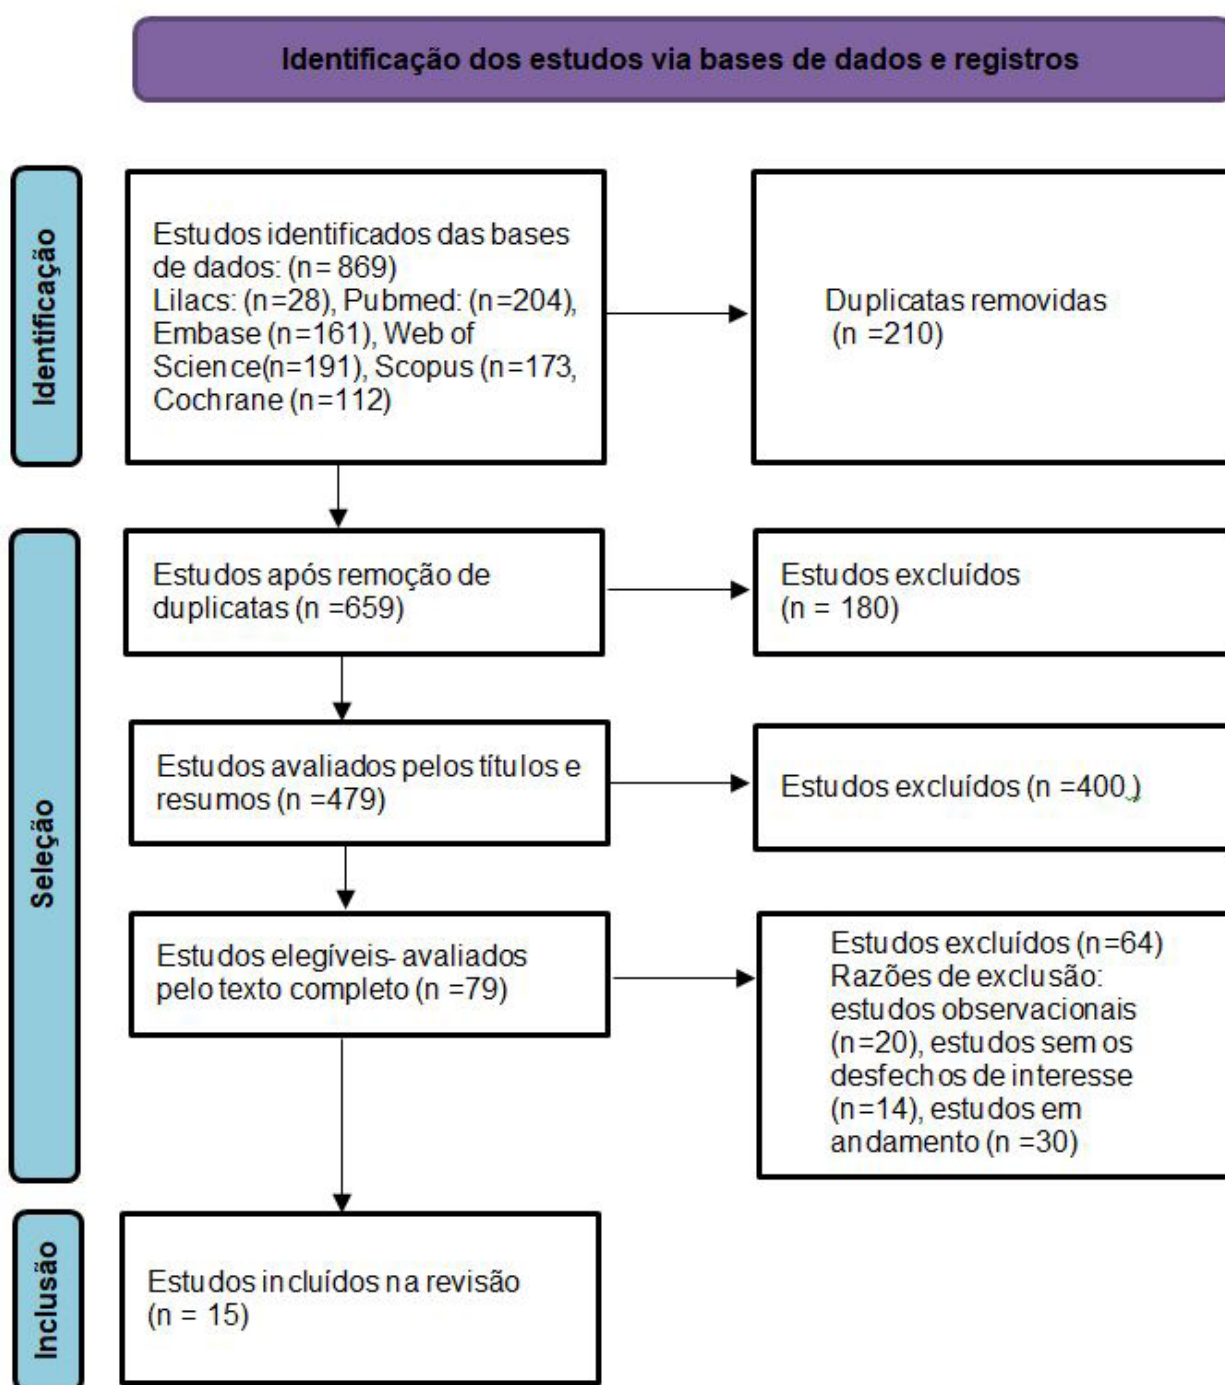 Identificação dos estudos via bases de dados e registros
Identificação
Estudos identificados das bases
de dados: (n= 869)
Lilacs: (n=28), Pubmed: (n=204),
Embase (n=161), Web of
Science(n=191), Scopus (n=173,
Cochrane (n=112)
Duplicatas removidas
(n =210)
Seleção
Estudos após remoção de
duplicatas (n =659)
Estudos excluídos
(n = 180)
Estudos avaliados pelos títulos e
resumos (n =479)
Estudos excluídos (n =400 )
Estudos elegíveis- avaliados
pelo texto completo (n =79)
Estudos excluídos (n=64)
Razões de exclusão:
estudos observacionais
(n=20), estudos sem os
desfechos de interesse
(n=14), estudos em
andamento (n =30)
Inclusão
Estudos incluídos na revisão
(n = 15)